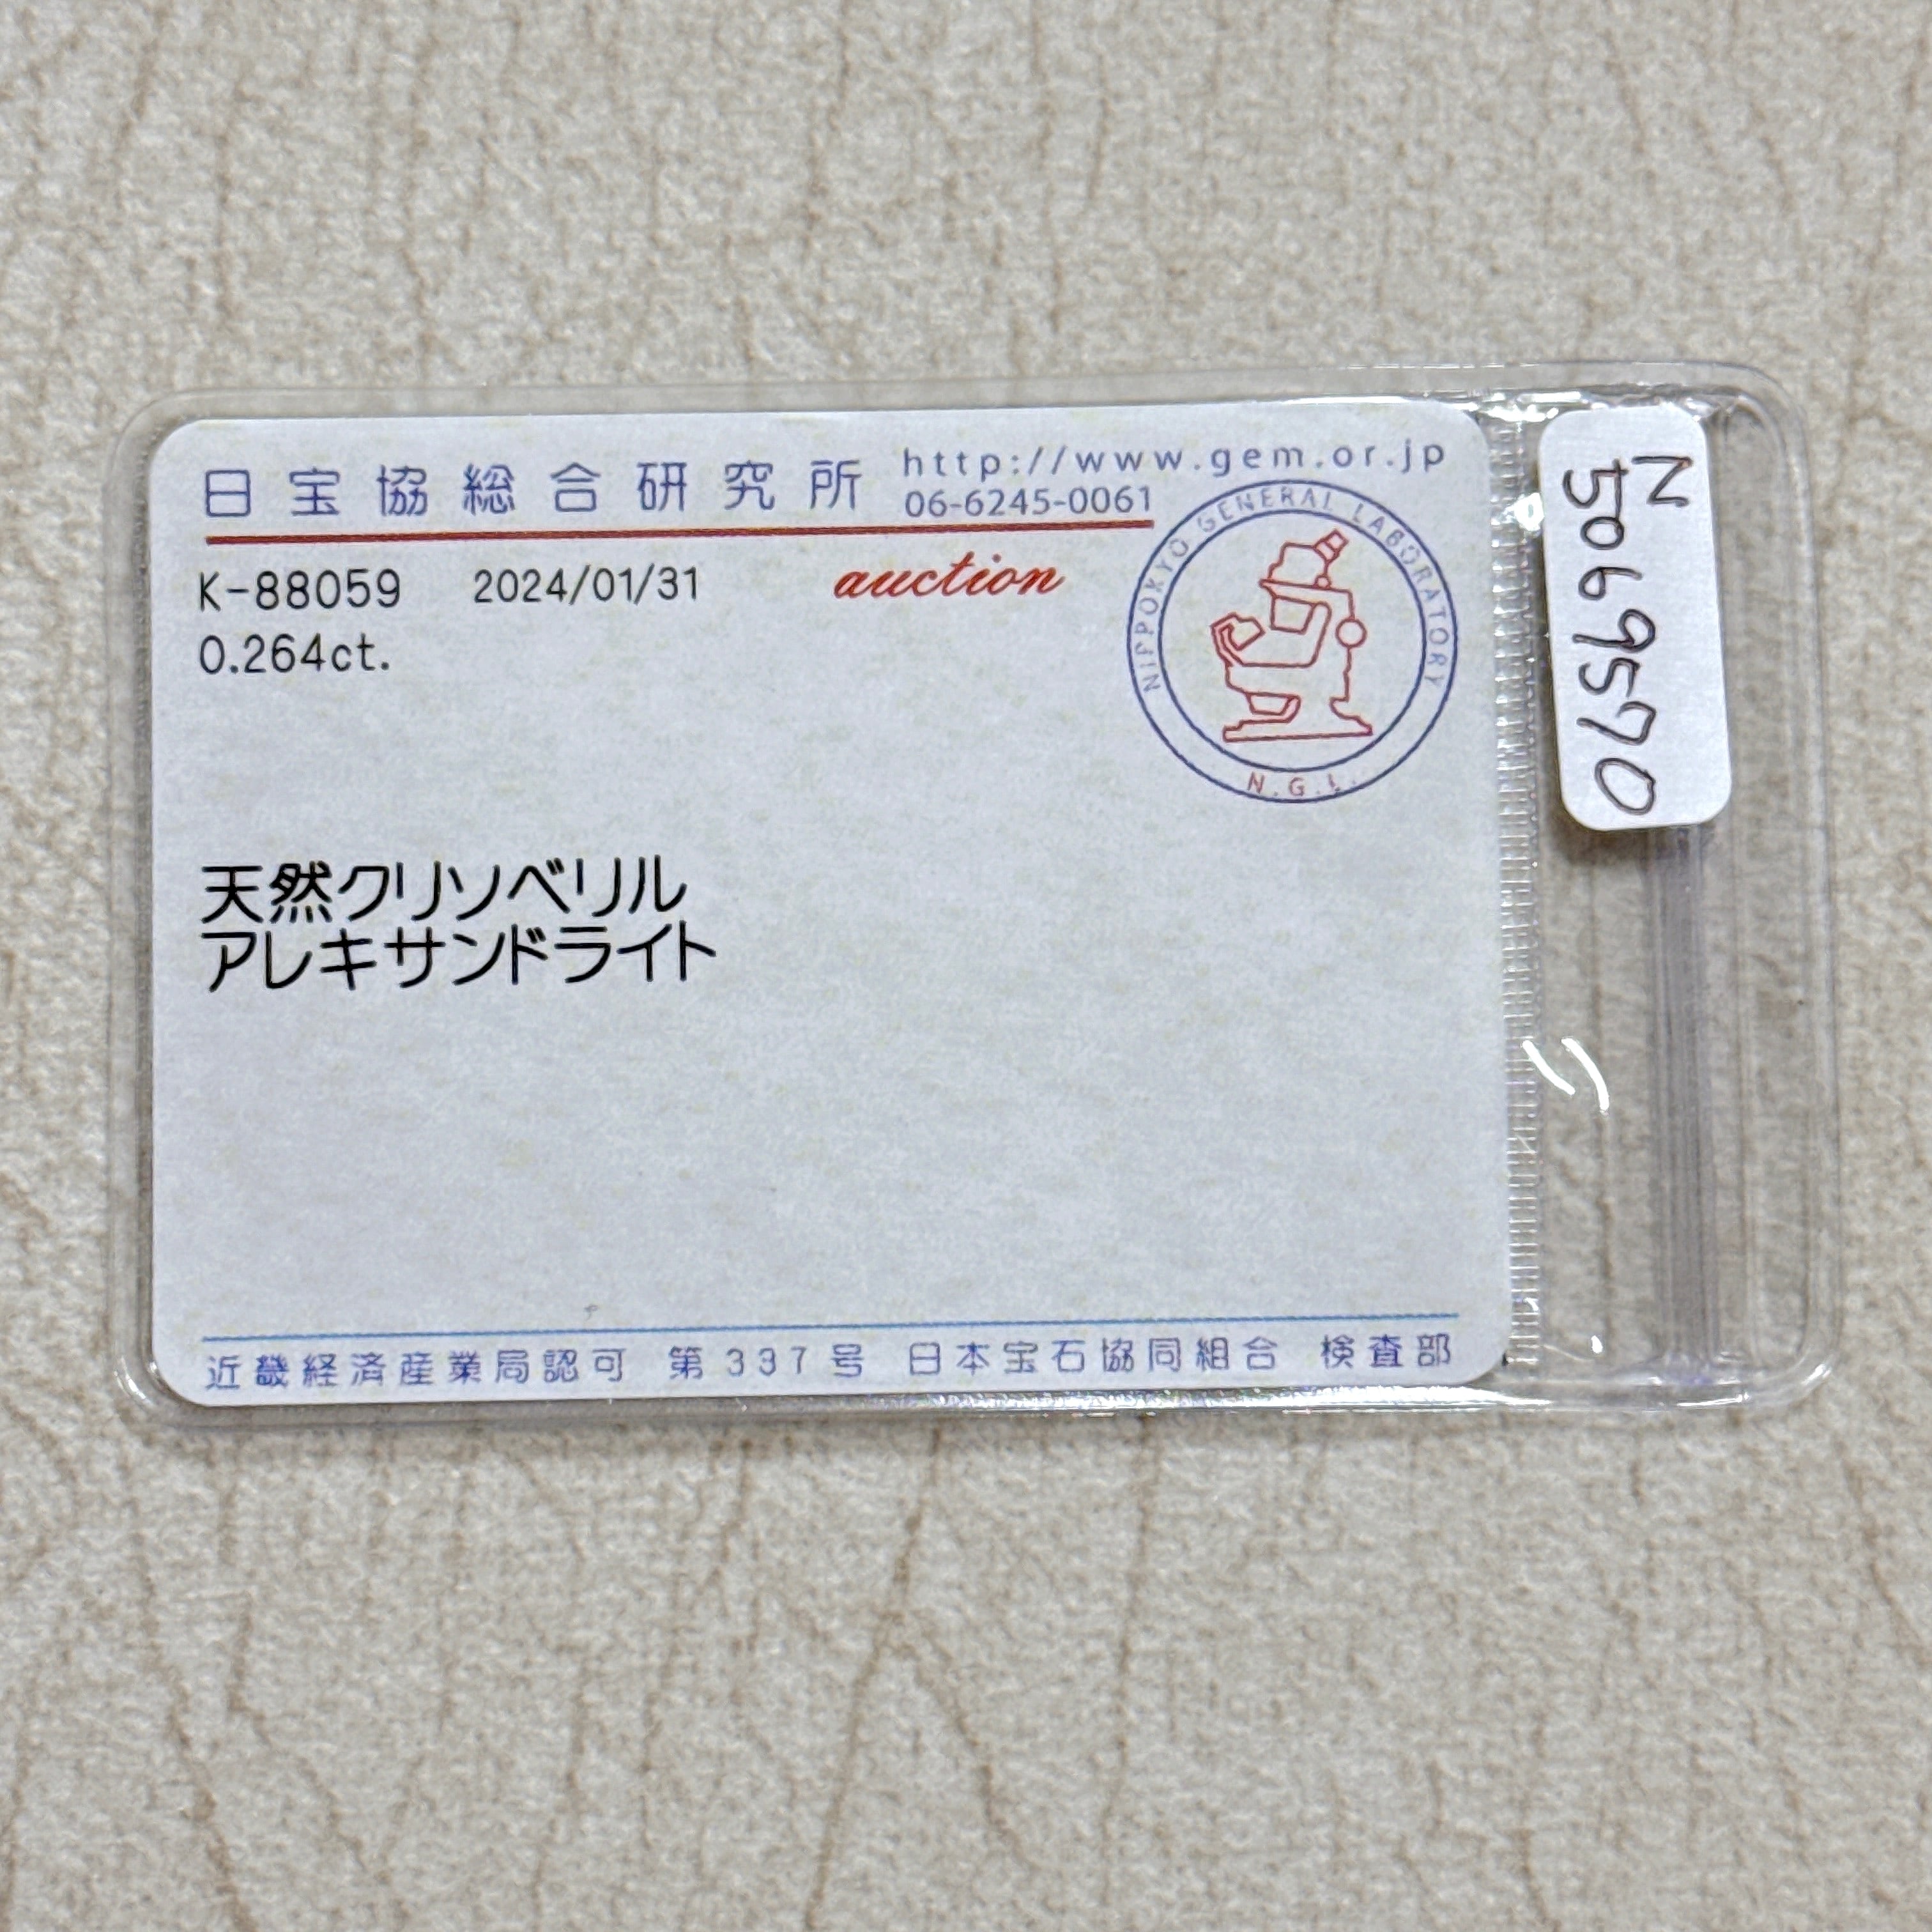 日宝協総合研究所
http://www.gem.or.jp
06-6245-0061
K-88059 2024/01/31 auction
0.264ct.
NIPPOKYO GENERAL LABORATORY
N.G.L.
天然クリソベリル
アレキサンドライト
近畿経済産業局認可 第337号 日本宝石協同組合 検査部
N
5069570